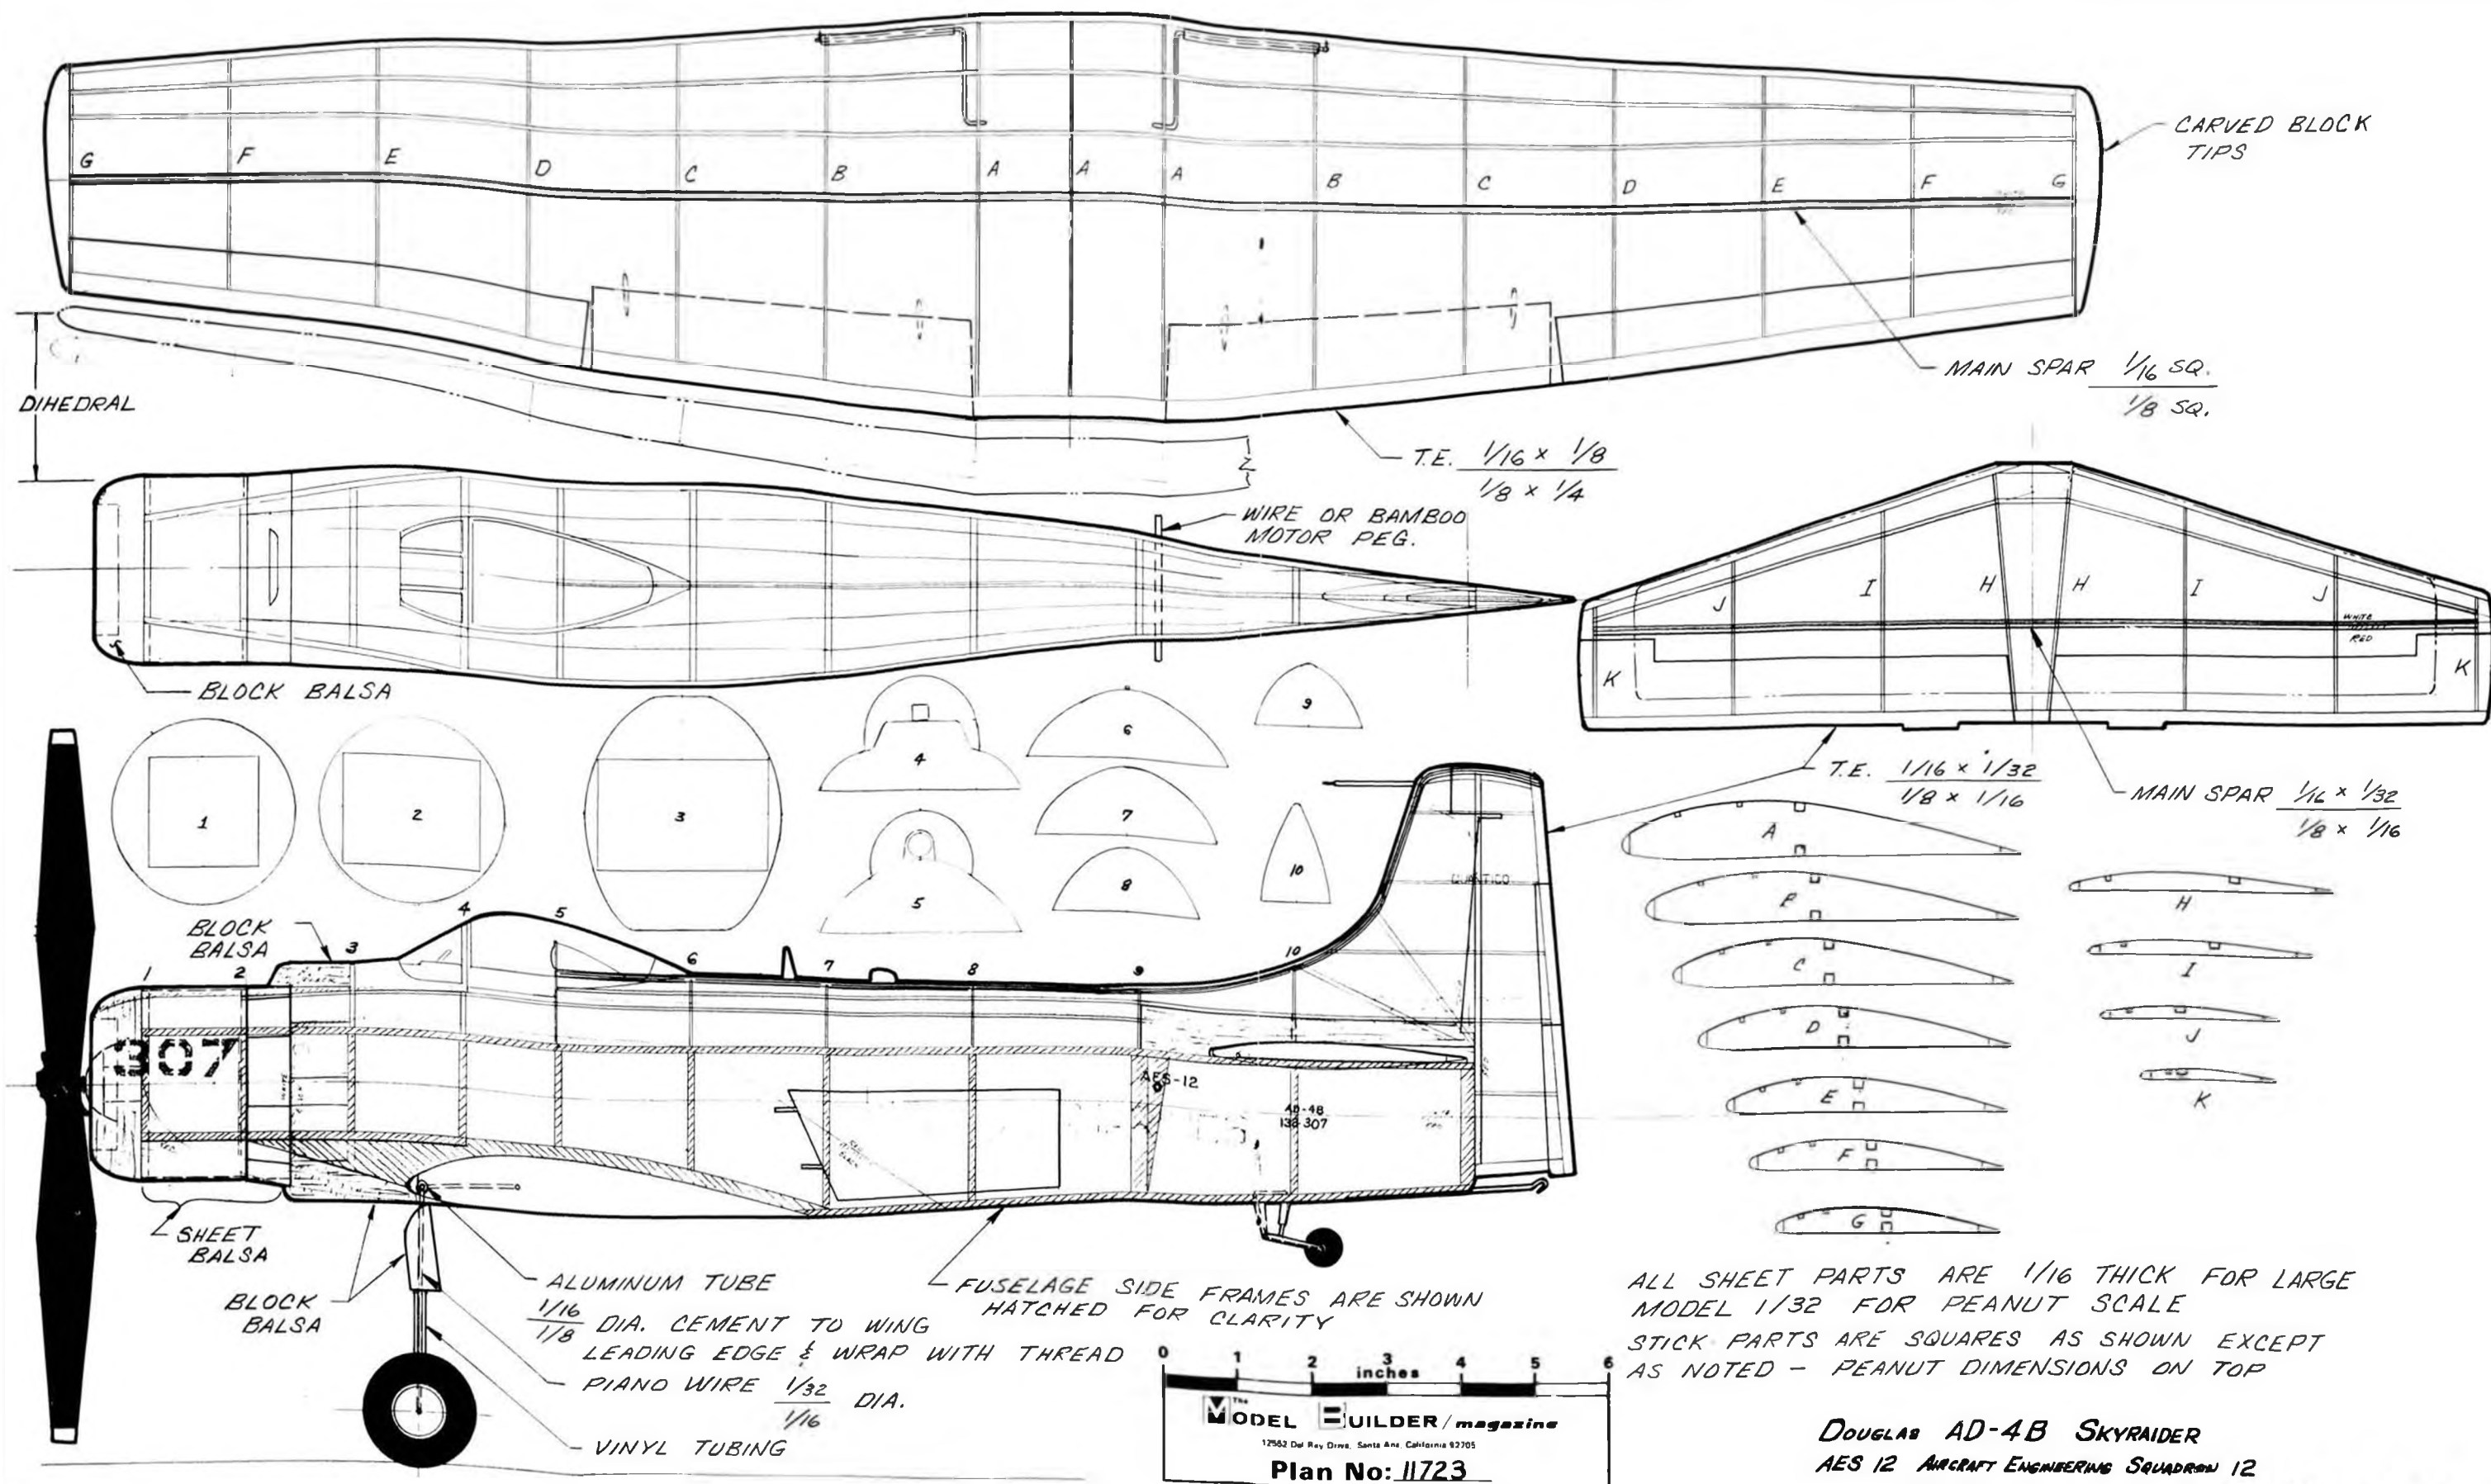 CARVED BLOCK
TIPS
G F E D C B A A A B C D E F G
MAIN SPAR 1/16 SQ.
1/8 SQ.
DIHEDRAL
T.E. 1/16 x 1/8
1/8 x 1/4
WIRE OR BAMBOO
MOTOR PEG.
J I H H I J
WHITE
RED
K K
BLOCK BALSA
T.E. 1/16 x 1/32
1/8 x 1/16
MAIN SPAR 1/16 x 1/32
1/8 x 1/16
1 2 3 4 6 9
7
5 8 10
A
B
C
D
E
F
G
H
I
J
K
QUANTICO
BLOCK
BALSA
1 2 3 4 5 6 7 8 9 10
307
AES-12
AD-4B
132-307
SHEET
BALSA
BLOCK
BALSA
ALUMINUM TUBE
1/16
1/8 DIA. CEMENT TO WING
LEADING EDGE & WRAP WITH THREAD
PIANO WIRE 1/32
1/16 DIA.
VINYL TUBING
FUSELAGE SIDE FRAMES ARE SHOWN
HATCHED FOR CLARITY
ALL SHEET PARTS ARE 1/16 THICK FOR LARGE
MODEL 1/32 FOR PEANUT SCALE
STICK PARTS ARE SQUARES AS SHOWN EXCEPT
AS NOTED - PEANUT DIMENSIONS ON TOP
0 1 2 3 4 5 6
inches
The MODEL BUILDER/magazine
12552 Del Rey Drive, Santa Ana, California 92705
Plan No: 11723
DOUGLAS AD-4B SKYRAIDER
AES 12 AIRCRAFT ENGINEERING SQUADRON 12